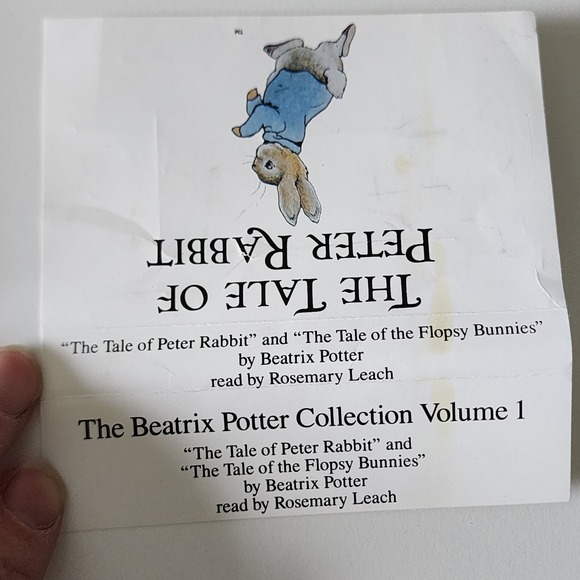 THE TALE OF
PETER RABBIT
TM
"The Tale of Peter Rabbit" and "The Tale of the Flopsy Bunnies"
by Beatrix Potter
read by Rosemary Leach
The Beatrix Potter Collection Volume 1
"The Tale of Peter Rabbit" and
"The Tale of the Flopsy Bunnies"
by Beatrix Potter
read by Rosemary Leach